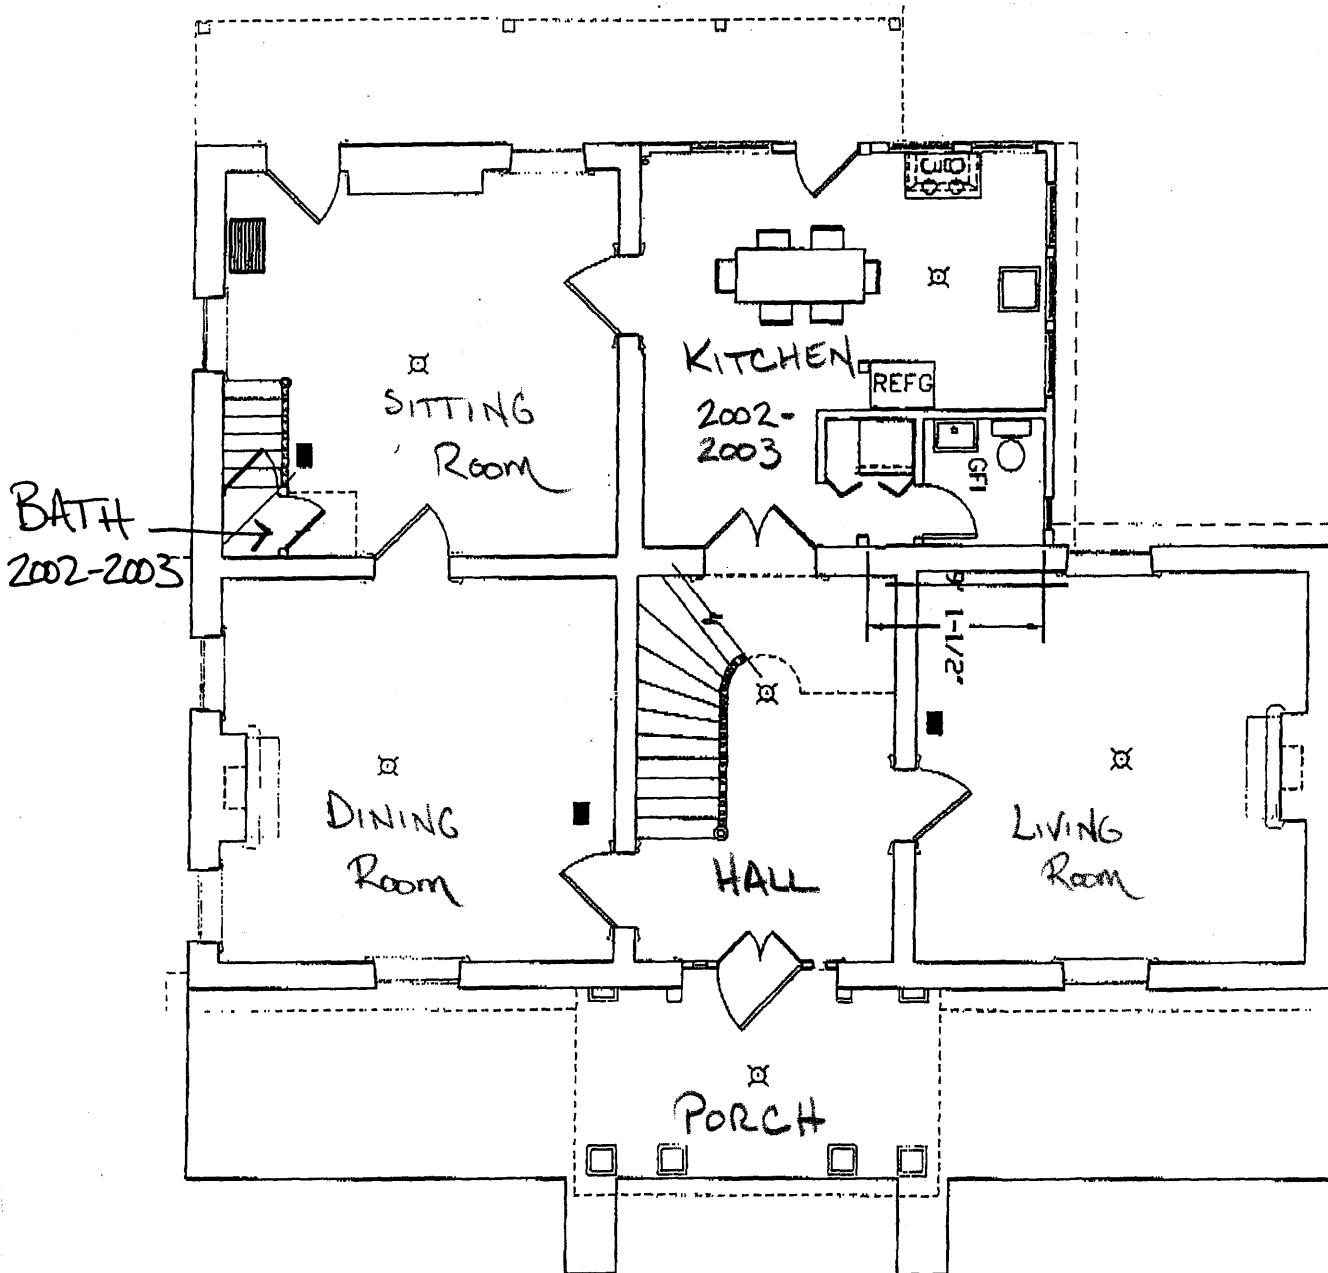 KITCHEN
REFG
SITTING
ROOM
2002-
2003
GFI
BATH
2002-2003
9' 1-1/2"
DINING
ROOM
HALL
LIVING
ROOM
PORCH